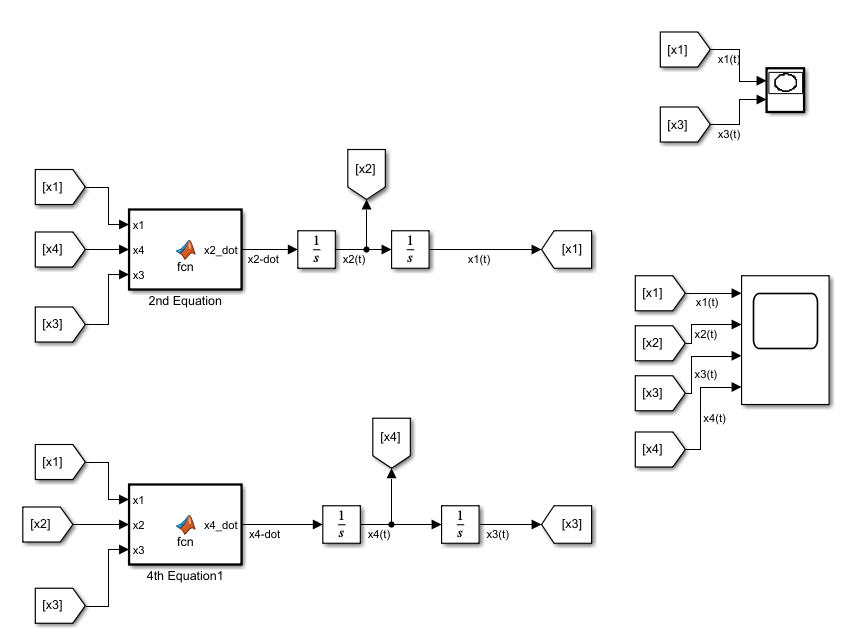 [x1]
x1(t)
[x3]
x3(t)
[x2]
[x1]
[x4]
[x3]
x1
x4
x3
fcn
x2_dot
2nd Equation
x2-dot
1
s
x2(t)
1
s
x1(t)
[x1]
[x1]
x1(t)
[x2]
x2(t)
[x3]
x3(t)
[x4]
x4(t)
[x4]
[x1]
[x2]
[x3]
x1
x2
x3
fcn
x4_dot
4th Equation1
x4-dot
1
s
x4(t)
1
s
x3(t)
[x3]